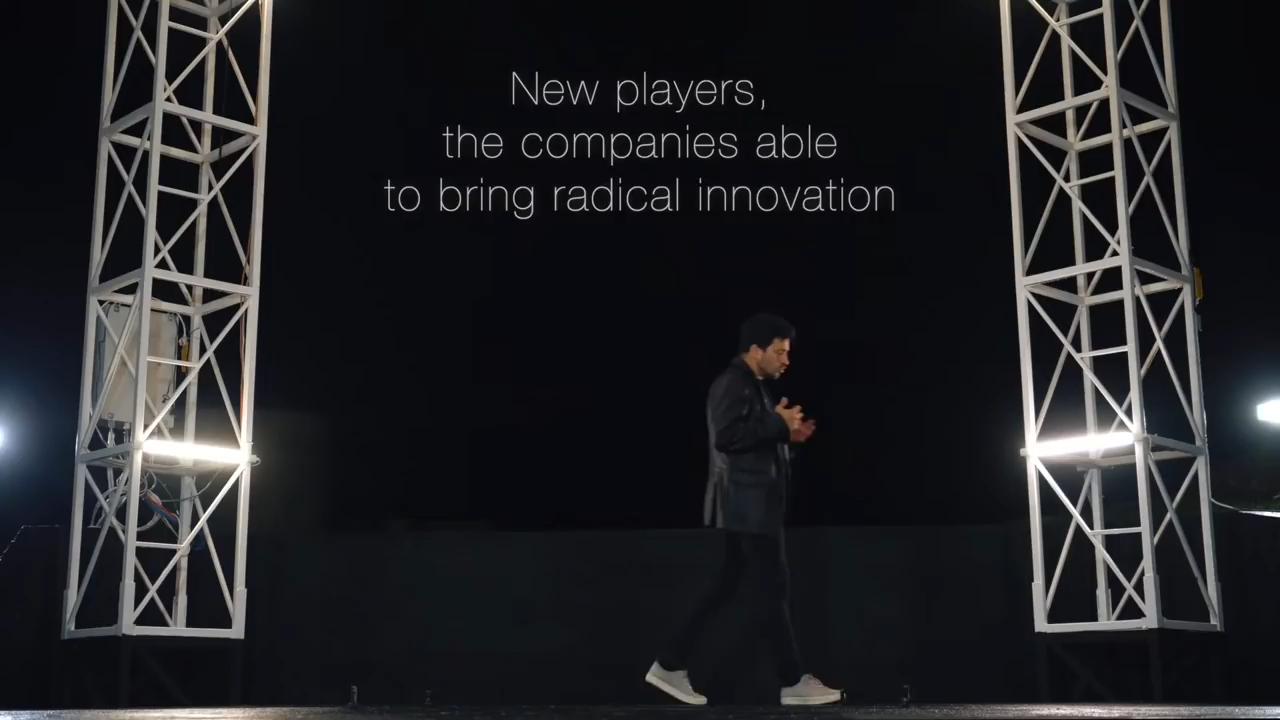 New players,
the companies able
to bring radical innovation